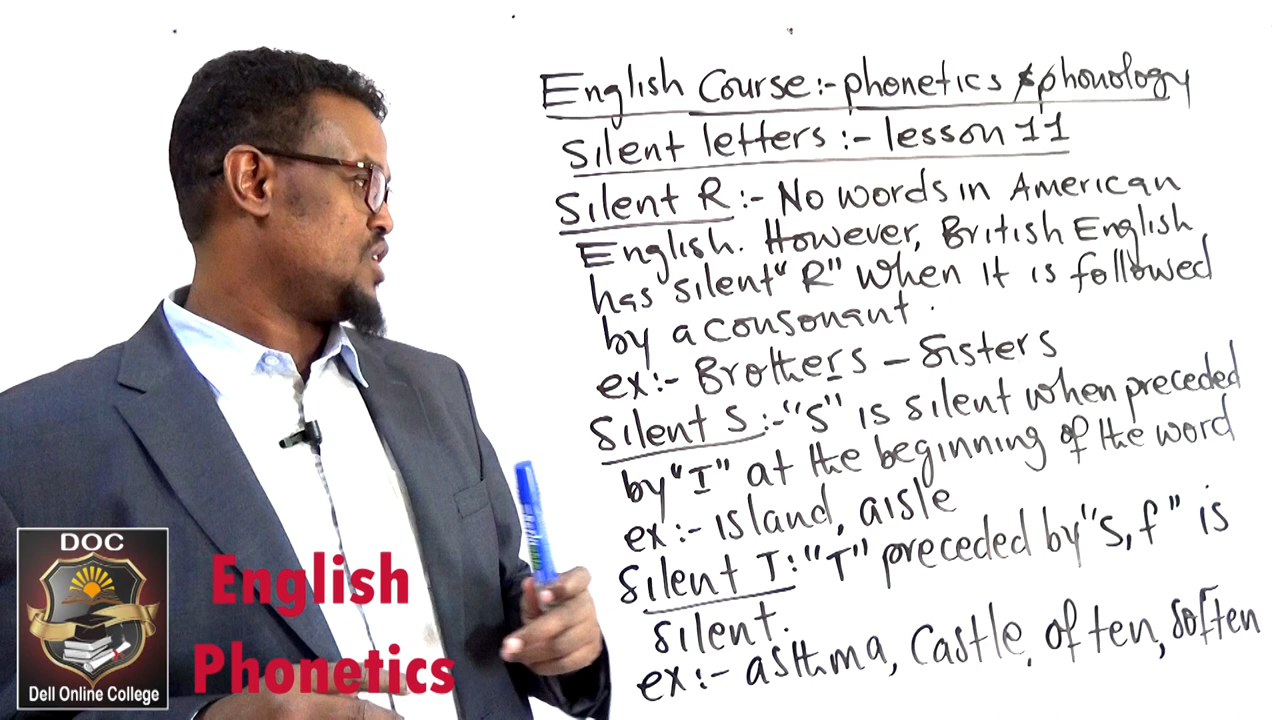 English Course:- phonetics & phonology
Silent letters :- lesson 11
Silent R :- No words in American
English. However, British English
has silent "R" when it is followed
by a consonant.
ex:- Brothers - Sisters
Silent S :- "S" is silent when preceded
by "I" at the beginning of the word
ex:- island, aisle
Silent T: "T" preceded by "s, f" is
silent.
ex:- asthma, Castle, often, soften
DOC
Dell Online College
English
Phonetics